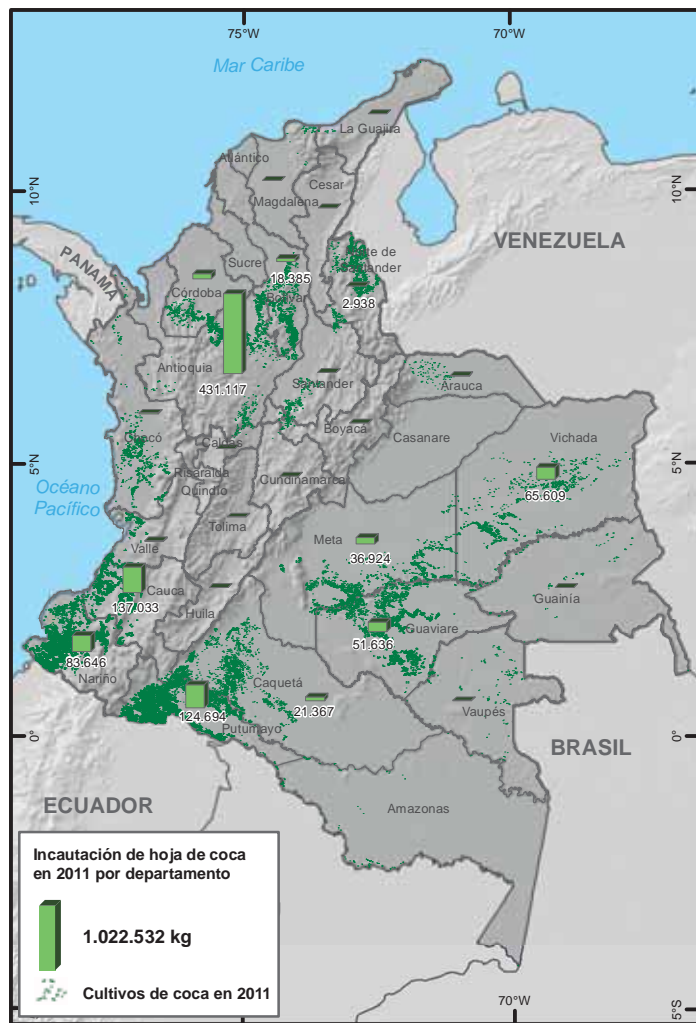 75°W
70°W
Mar Caribe
La Guajira
Atlántico
10°N
10°N
Cesar
Magdalena
VENEZUELA
PANAMÁ
Sucre
Santander
18.385
Córdoba
Bolívar
2.938
Antioquia
431.117
Santander
Arauca
Chocó
Boyacá
Casanare
Vichada
Caldas
5°N
5°N
Risaralda
Cundinamarca
65.609
Océano
Pacífico
Quindío
Tolima
Meta
Valle
36.924
Cauca
Guainía
137.033
Huila
Guaviare
51.636
83.646
Nariño
Caquetá
124.694
21.367
Vaupés
Putumayo
0°
0°
BRASIL
ECUADOR
Amazonas
Incautación de hoja de coca
en 2011 por departamento
1.022.532 kg
Cultivos de coca en 2011
70°W
5°S